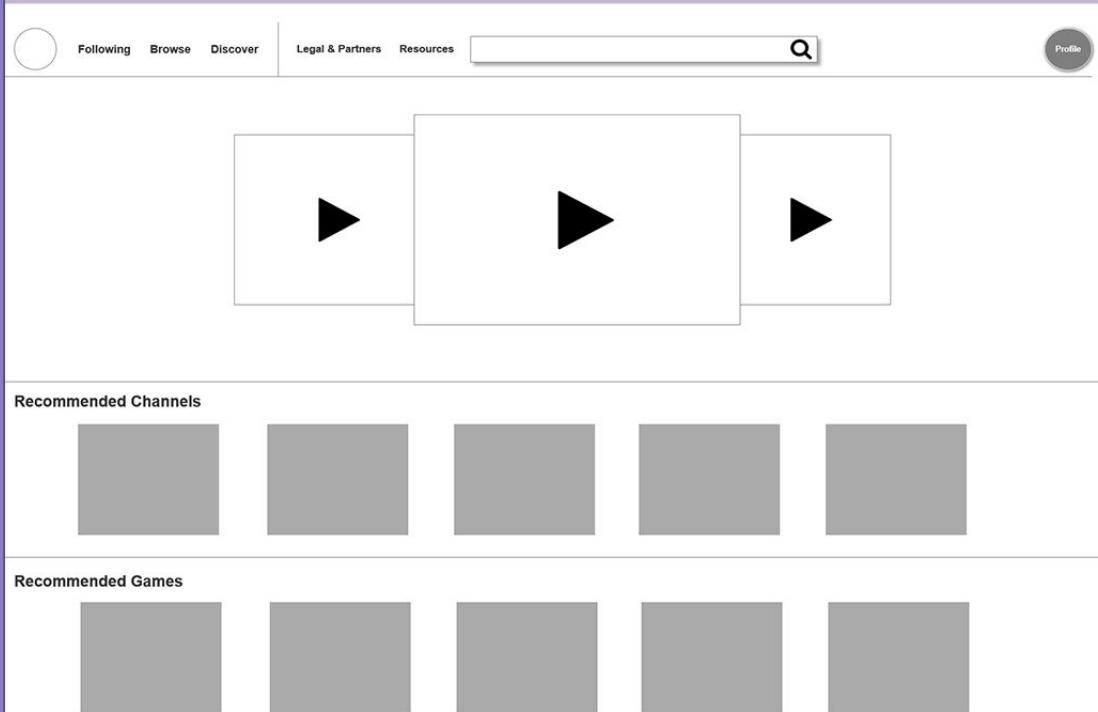 Following Browse Discover Legal & Partners Resources Profile
Recommended Channels
Recommended Games